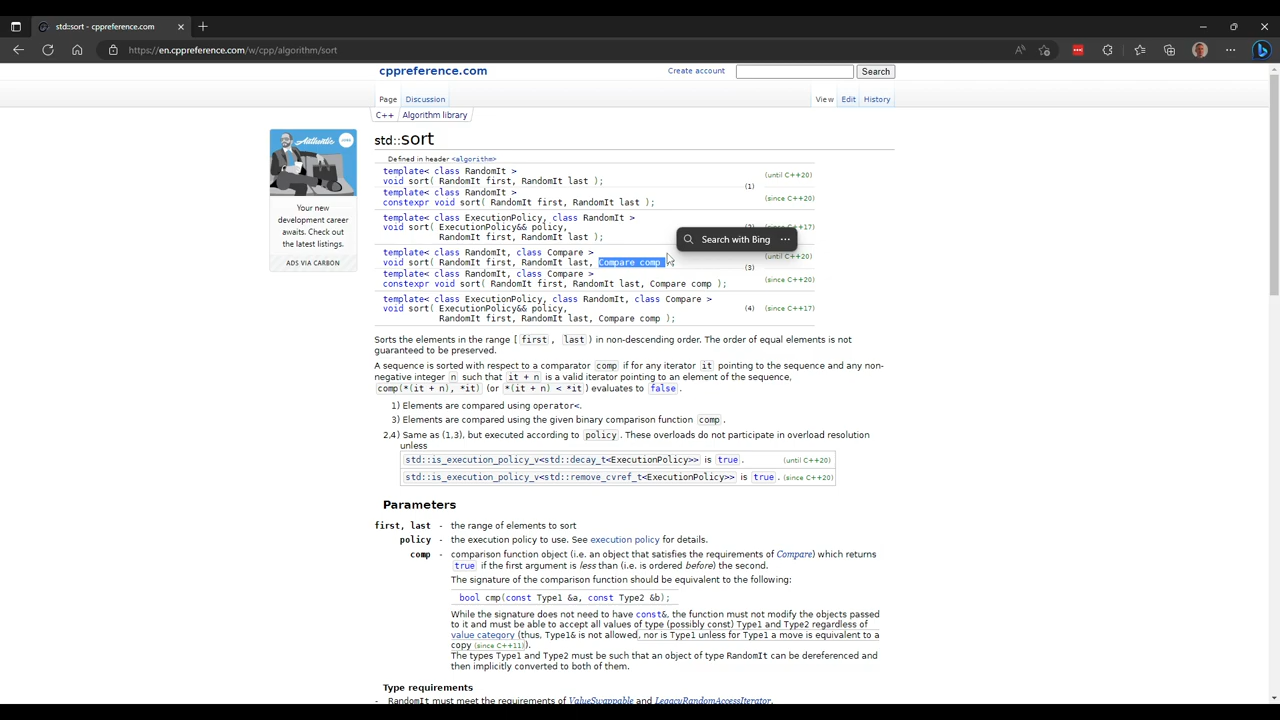 std::sort - cppreference.com
https://en.cppreference.com/w/cpp/algorithm/sort
cppreference.com
Create account
Search
Page Discussion
View Edit History
C++ Algorithm library
std::sort
Defined in header <algorithm>
template< class RandomIt >
void sort( RandomIt first, RandomIt last );
(until C++20)
(1)
template< class RandomIt >
constexpr void sort( RandomIt first, RandomIt last );
(since C++20)
template< class ExecutionPolicy, class RandomIt >
void sort( ExecutionPolicy&& policy,
RandomIt first, RandomIt last );
Search with Bing
template< class RandomIt, class Compare >
void sort( RandomIt first, RandomIt last, Compare comp
(until C++20)
(3)
template< class RandomIt, class Compare >
constexpr void sort( RandomIt first, RandomIt last, Compare comp );
(since C++20)
template< class ExecutionPolicy, class RandomIt, class Compare >
void sort( ExecutionPolicy&& policy,
RandomIt first, RandomIt last, Compare comp );
(4) (since C++17)
Authentic
Your new
development career
awaits. Check out
the latest listings.
ADS VIA CARBON
Sorts the elements in the range [first, last) in non-descending order. The order of equal elements is not
guaranteed to be preserved.
A sequence is sorted with respect to a comparator comp if for any iterator it pointing to the sequence and any non-
negative integer n such that it + n is a valid iterator pointing to an element of the sequence,
comp(*(it + n), *it) (or *(it + n) < *it) evaluates to false.
1) Elements are compared using operator<.
3) Elements are compared using the given binary comparison function comp.
2,4) Same as (1,3), but executed according to policy. These overloads do not participate in overload resolution
unless
std::is_execution_policy_v<std::decay_t<ExecutionPolicy>> is true. (until C++20)
std::is_execution_policy_v<std::remove_cvref_t<ExecutionPolicy>> is true. (since C++20)
Parameters
first, last - the range of elements to sort
policy - the execution policy to use. See execution policy for details.
comp - comparison function object (i.e. an object that satisfies the requirements of Compare) which returns
true if the first argument is less than (i.e. is ordered before) the second.
The signature of the comparison function should be equivalent to the following:
bool cmp(const Type1 &a, const Type2 &b);
While the signature does not need to have const&, the function must not modify the objects passed
to it and must be able to accept all values of type (possibly const) Type1 and Type2 regardless of
value category (thus, Type1& is not allowed, nor is Type1 unless for Type1 a move is equivalent to a
copy (since C++11)).
The types Type1 and Type2 must be such that an object of type RandomIt can be dereferenced and
then implicitly converted to both of them.
Type requirements
- RandomIt must meet the requirements of ValueSwappable and LegacyRandomAccessIterator.